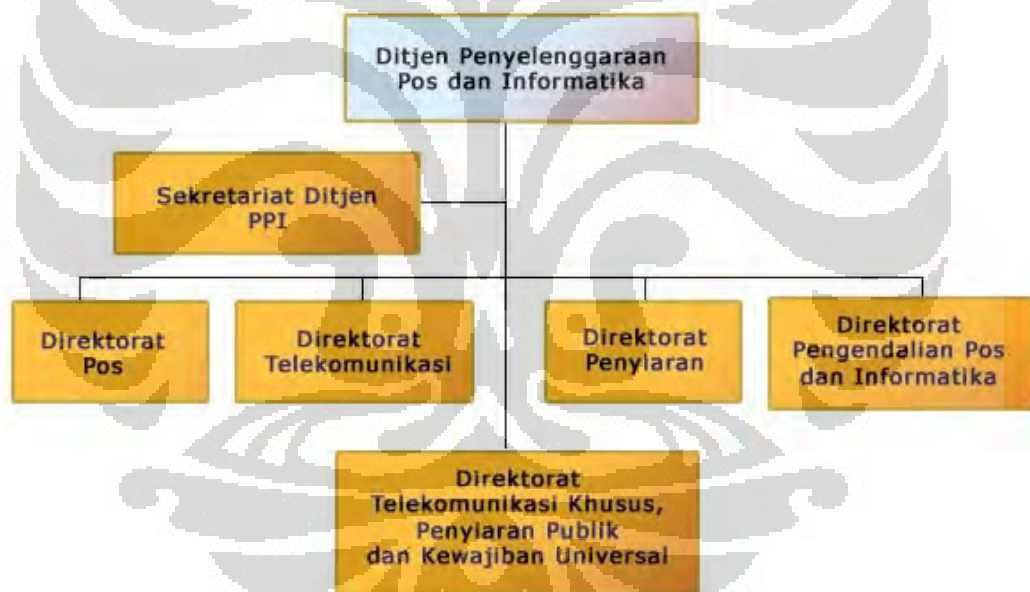 Ditjen Penyelenggaraan
Pos dan Informatika
Sekretariat Ditjen
PPI
Direktorat
Pos
Direktorat
Telekomunikasi
Direktorat
Penyiaran
Direktorat
Pengendalian Pos
dan Informatika
Direktorat
Telekomunikasi Khusus,
Penyiaran Publik
dan Kewajiban Universal